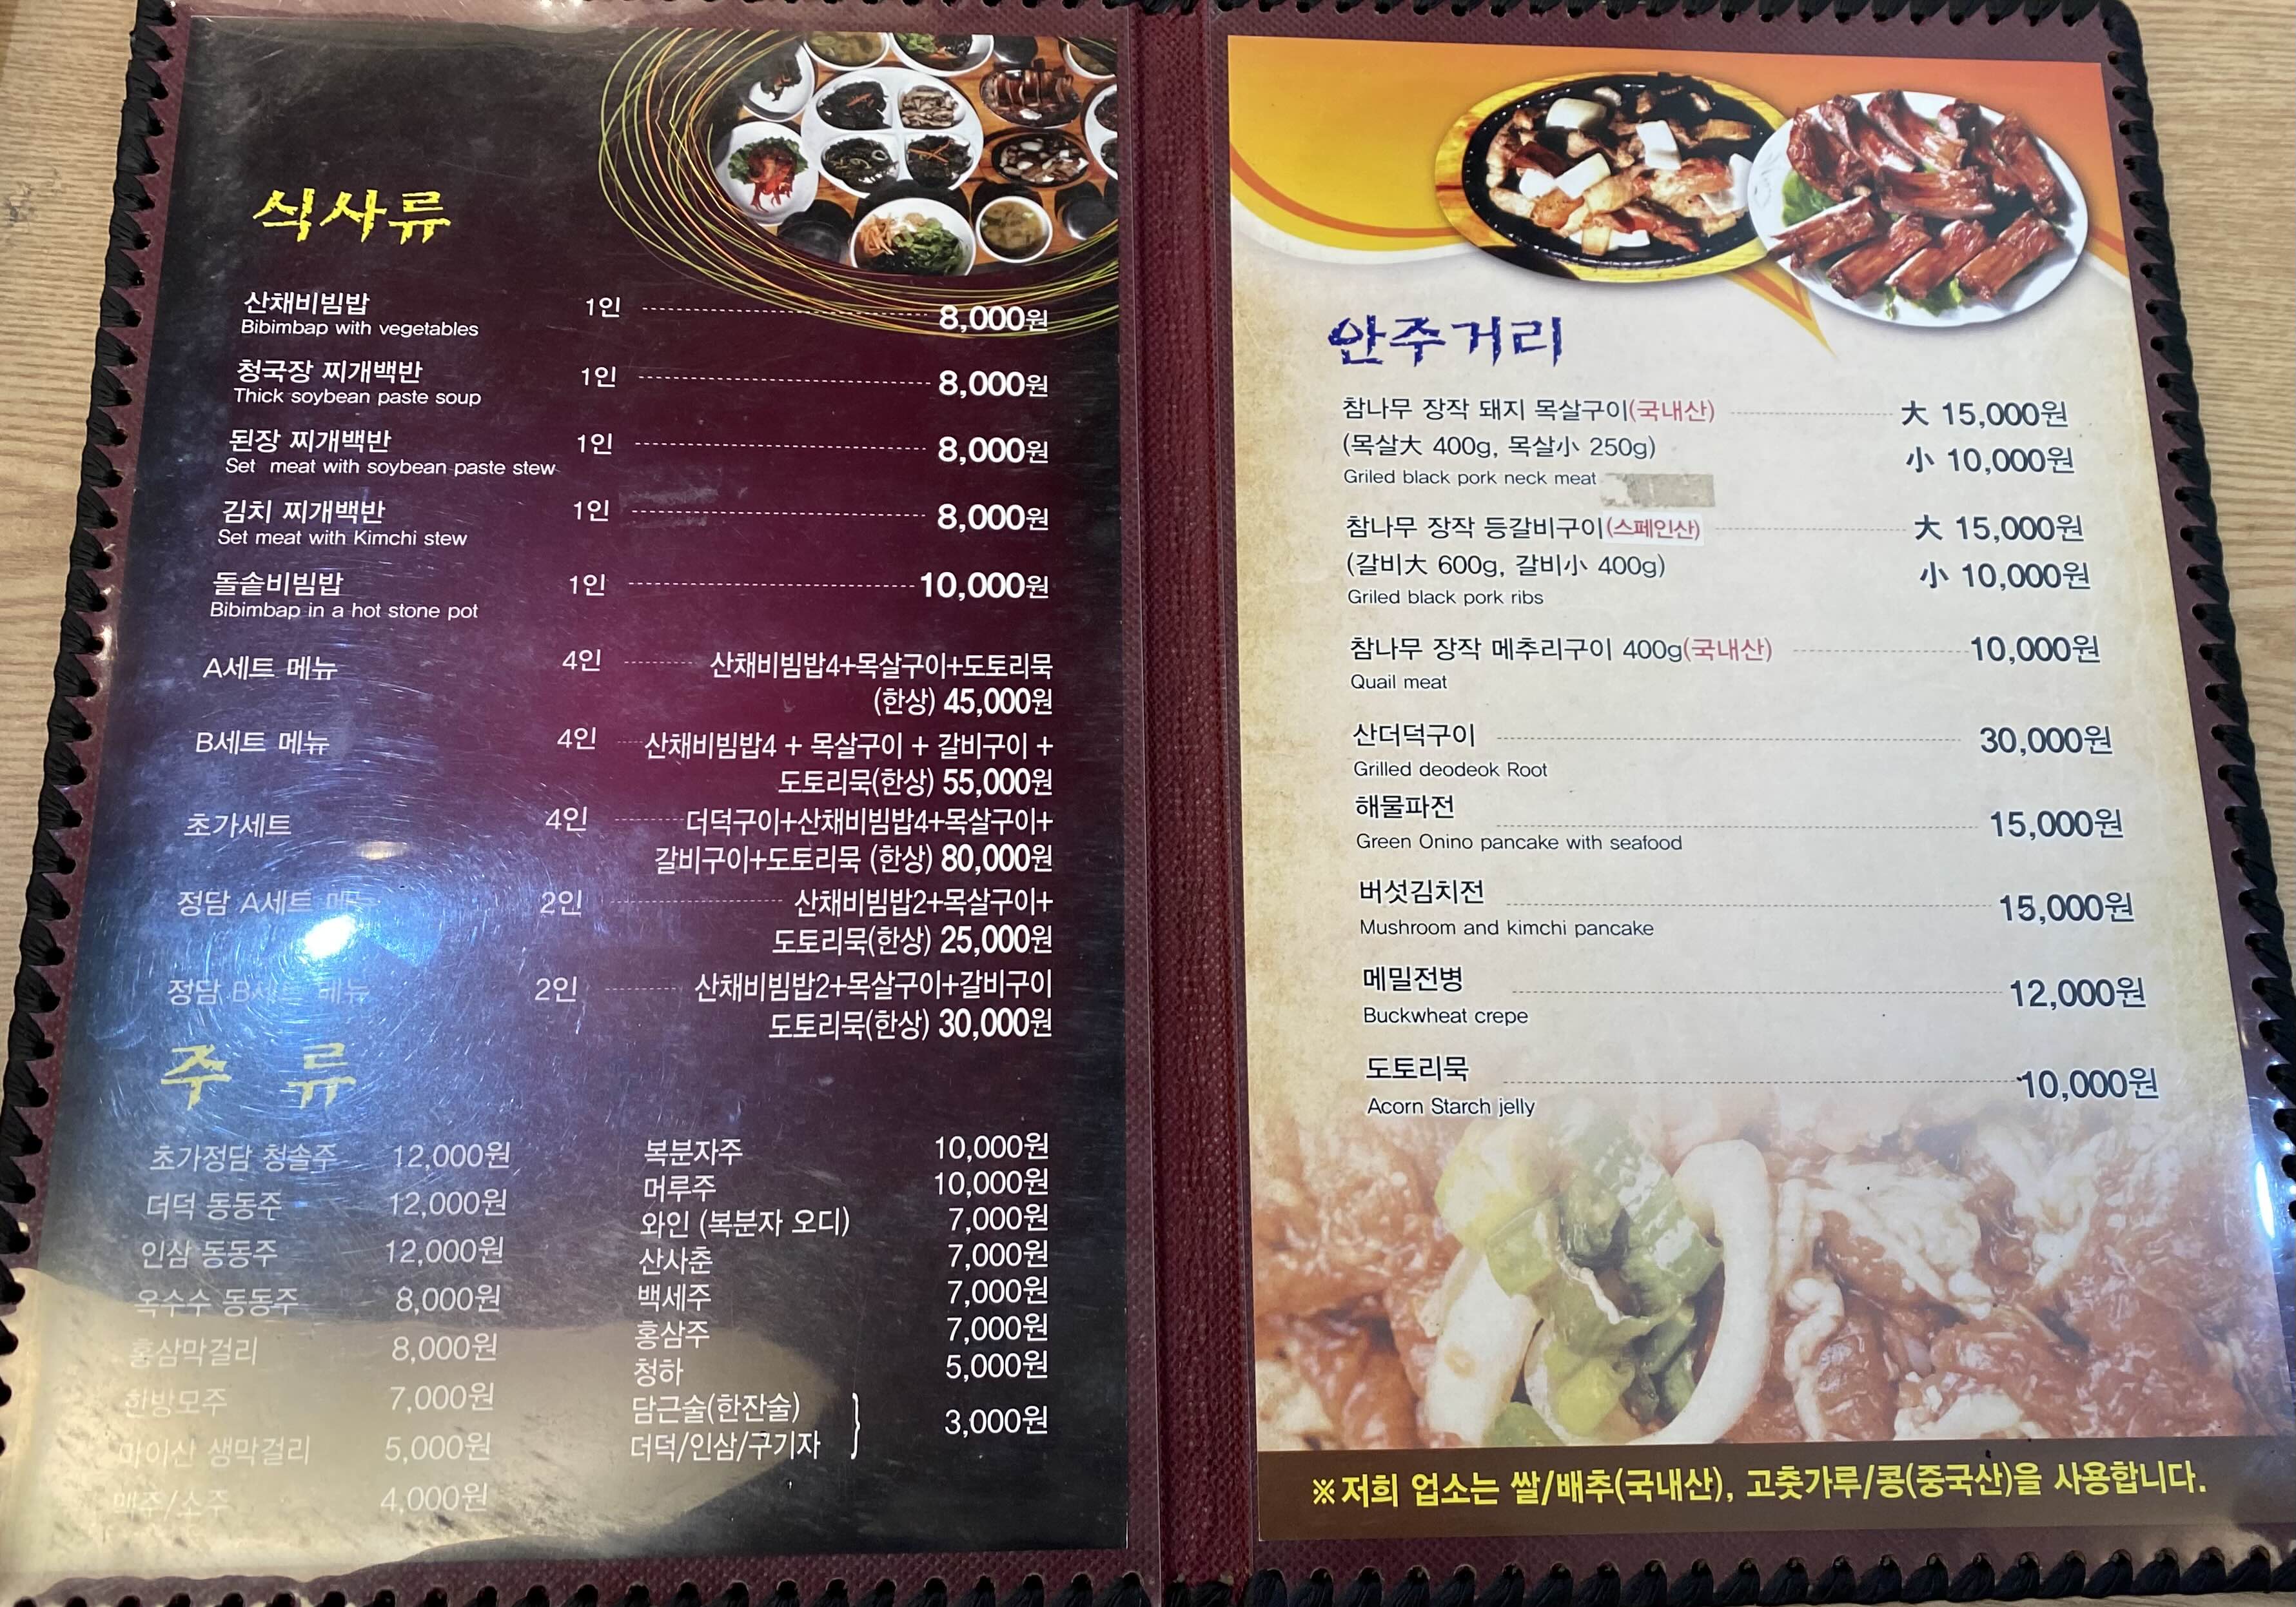 식사류
산채비빔밥 1인 8,000원
Bibimbap with vegetables
청국장 찌개백반 1인 8,000원
Thick soybean paste soup
된장 찌개백반 1인 8,000원
Set meat with soybean paste stew
김치 찌개백반 1인 8,000원
Set meat with Kimchi stew
돌솥비빔밥 1인 10,000원
Bibimbap in a hot stone pot
A세트 메뉴 4인 산채비빔밥4+목살구이+도토리묵
(한상) 45,000원
B세트 메뉴 4인 산채비빔밥4 + 목살구이 + 갈비구이 +
도토리묵(한상) 55,000원
초가세트 4인 더덕구이+산채비빔밥4+목살구이+
갈비구이+도토리묵 (한상) 80,000원
정담 A세트 메뉴 2인 산채비빔밥2+목살구이+
도토리묵(한상) 25,000원
정담 B세트 메뉴 2인 산채비빔밥2+목살구이+갈비구이
도토리묵(한상) 30,000원
주 류
초가정담 청솔주 12,000원
더덕 동동주 12,000원
인삼 동동주 12,000원
옥수수 동동주 8,000원
홍삼막걸리 8,000원
한방모주 7,000원
마이산 생막걸리 5,000원
맥주/소주 4,000원
복분자주 10,000원
머루주 10,000원
와인 (복분자 오디) 7,000원
산사춘 7,000원
백세주 7,000원
홍삼주 7,000원
청하 5,000원
담근술(한잔술)
더덕/인삼/구기자 } 3,000원
안주거리
참나무 장작 돼지 목살구이(국내산) 大 15,000원
(목살大 400g, 목살小 250g) 小 10,000원
Griled black pork neck meat
참나무 장작 등갈비구이(스페인산) 大 15,000원
(갈비大 600g, 갈비小 400g) 小 10,000원
Griled black pork ribs
참나무 장작 메추리구이 400g(국내산) 10,000원
Quail meat
산더덕구이 30,000원
Grilled deodeok Root
해물파전 15,000원
Green Onino pancake with seafood
버섯김치전 15,000원
Mushroom and kimchi pancake
메밀전병 12,000원
Buckwheat crepe
도토리묵 10,000원
Acorn Starch jelly
※저희 업소는 쌀/배추(국내산), 고춧가루/콩(중국산)을 사용합니다.